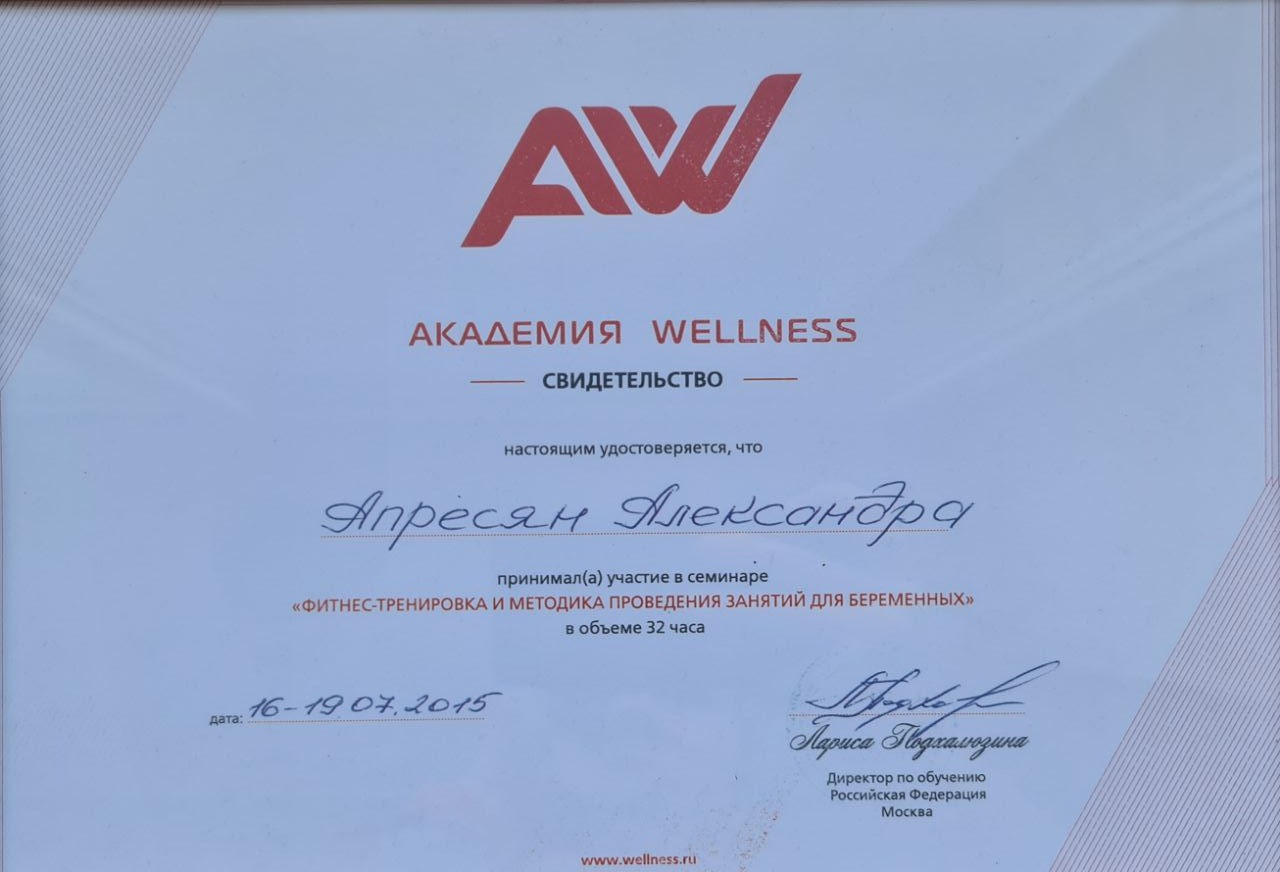 AW
АКАДЕМИЯ WELLNESS
СВИДЕТЕЛЬСТВО
настоящим удостоверяется, что
Апресян Александра
принимал(а) участие в семинаре
«ФИТНЕС-ТРЕНИРОВКА И МЕТОДИКА ПРОВЕДЕНИЯ ЗАНЯТИЙ ДЛЯ БЕРЕМЕННЫХ»
в объеме 32 часа
дата: 16-19 07.2015
Лариса Подхалюзина
Директор по обучению
Российская Федерация
Москва
www.wellness.ru